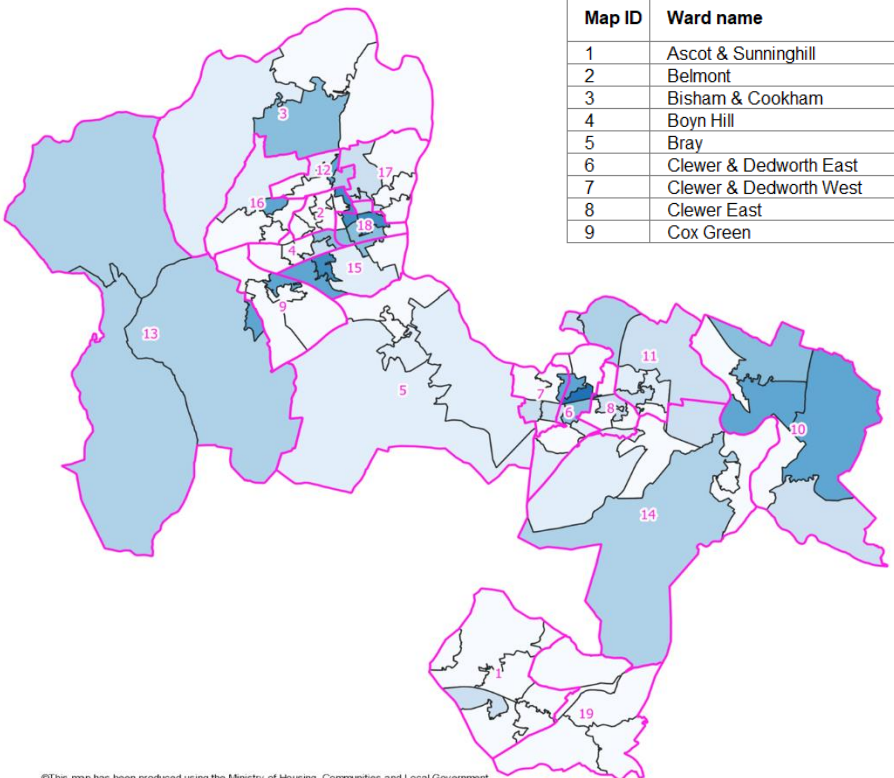 Map ID Ward name
1 Ascot & Sunninghill
2 Belmont
3 Bisham & Cookham
4 Boyn Hill
5 Bray
6 Clewer & Dedworth East
7 Clewer & Dedworth West
8 Clewer East
9 Cox Green
3
12
17
16
2
18
4
15
9
13
5
11
7
6
8
10
14
1
19
©This map has been produced using the Ministry of Housing, Communities and Local Government